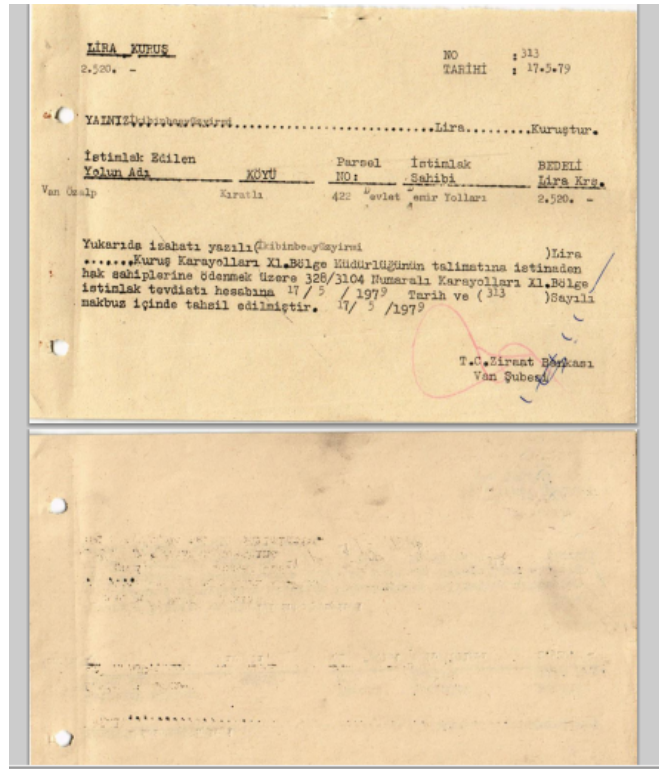 LİRA KURUŞ
NO : 313
2.520. -
TARİHİ : 17.5.79
YALNIZ İkibinbeşyüzyirmi..............................Lira.........Kuruştur.
İstimlak Edilen Parsel İstimlak BEDELİ
Yolun Adı KÖYÜ NO: Sahibi Lira Krş.
Van Özalp Kıratlı 422 Devlet Demir Yolları 2.520. -
Yukarıda izahatı yazılı(İkibinbeşyüzyirmi )Lira
.......Kuruş Karayolları X1.Bölge Müdürlüğünün talimatına istinaden
hak sahiplerine ödenmek üzere 328/3104 Numaralı Karayolları X1.Bölge
istimlak tevdiatı hesabına 17/ 5 / 1979 Tarih ve (313 )Sayılı
makbuz içinde tahsil edilmiştir. 17/ 5 /1979
T.C.Ziraat Bankası
Van Şubesi